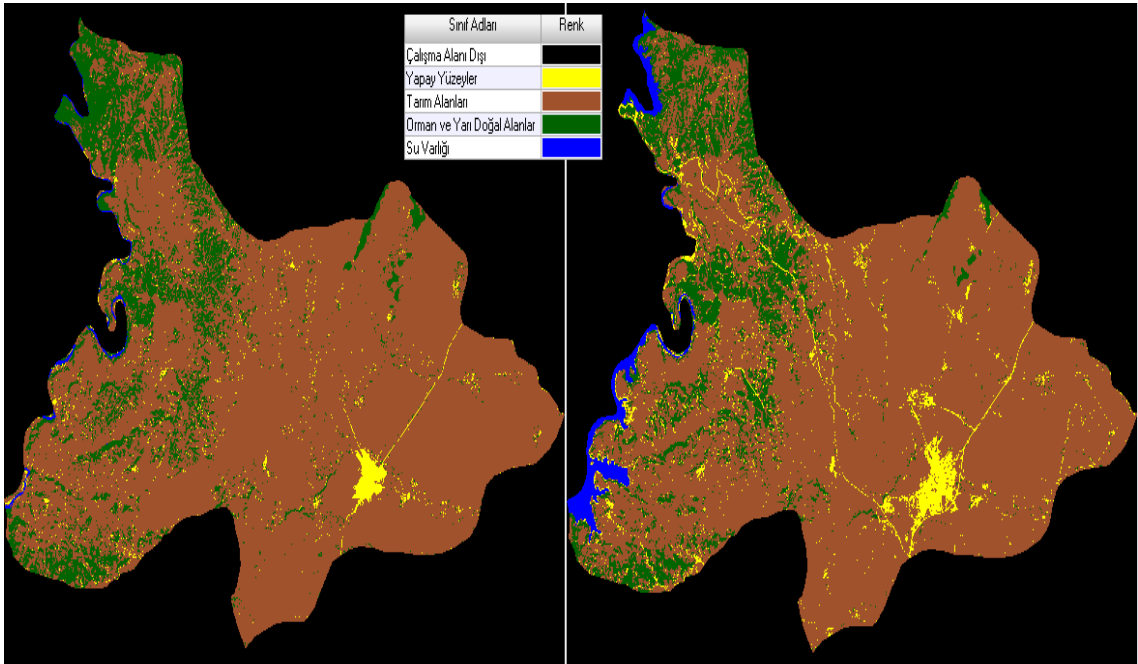 Sınıf Adları Renk
Çalışma Alanı Dışı
Yapay Yüzeyler
Tarım Alanları
Orman ve Yarı Doğal Alanlar
Su Varlığı